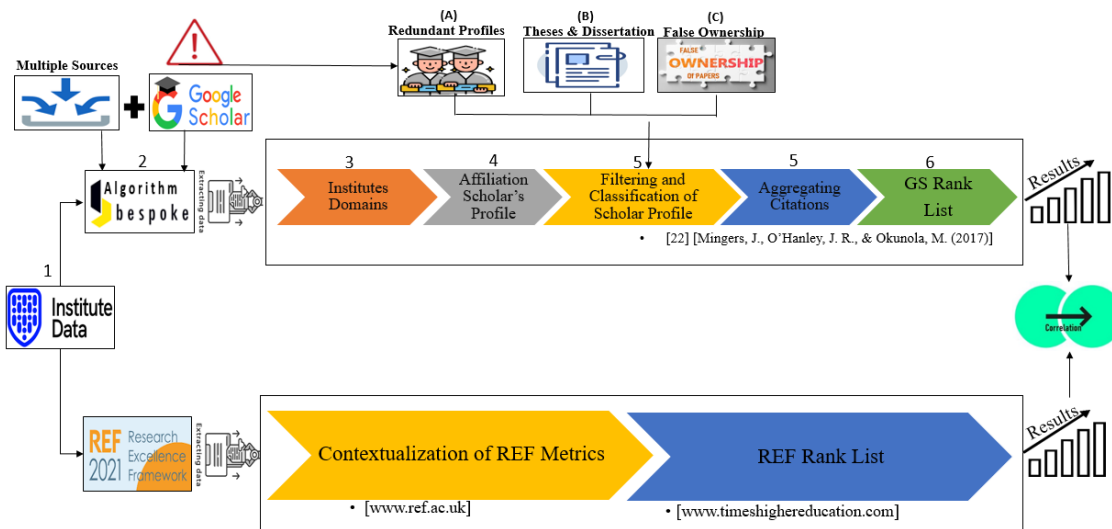 (A)
Redundant Profiles
(B)
Theses & Dissertation
(C)
False Ownership
FALSE
OWNERSHIP
OF PAPERS
Multiple Sources
Google
Scholar
2
Algorithm
bespoke
Extracting data
3
Institutes
Domains
4
Affiliation
Scholar's
Profile
5
Filtering and
Classification of
Scholar Profile
5
Aggregating
Citations
6
GS Rank
List
• [22] [Mingers, J., O'Hanley, J. R., & Okunola, M. (2017)]
Results
1
Institute
Data
Correlation
REF
2021
Research
Excellence
Framework
Extracting data
Contextualization of REF Metrics
• [www.ref.ac.uk]
REF Rank List
• [www.timeshighereducation.com]
Results